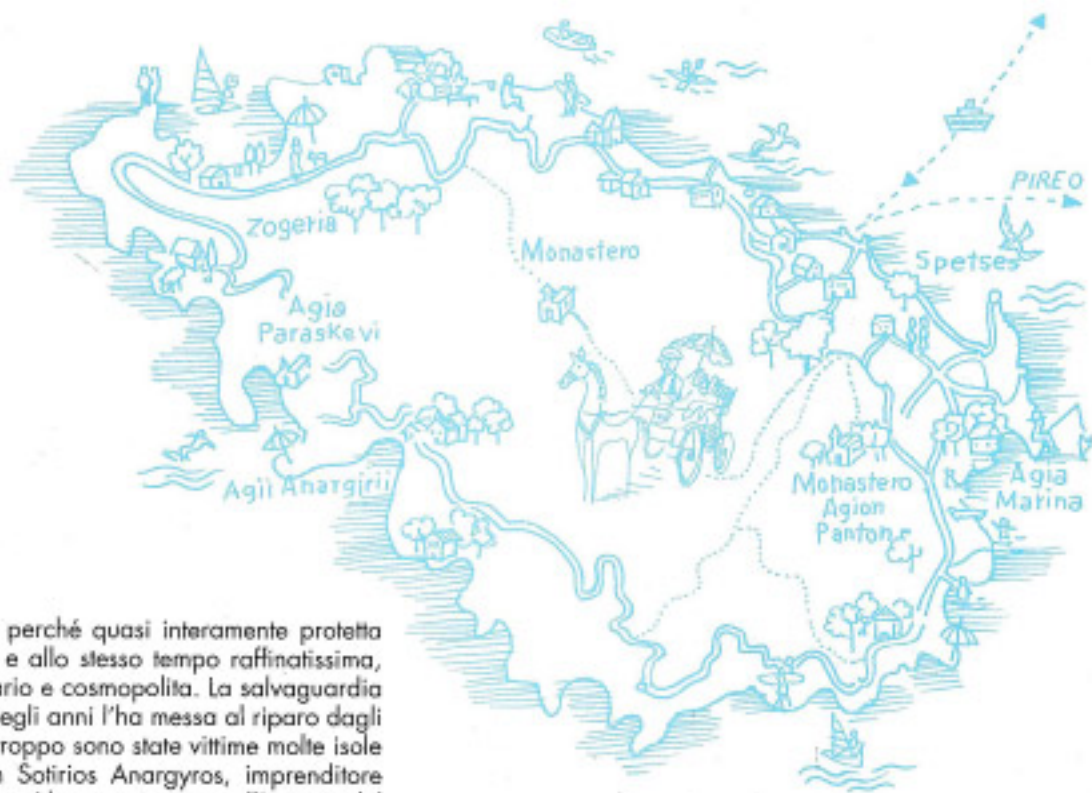 PIREO
Zogeria
Monastero
Spetses
Agia
Paraskevi
Agii Anargirii
Monastero
Agion
Panton
Agia
Marina
perché quasi interamente protetta
e allo stesso tempo raffinatissima,
ario e cosmopolita. La salvaguardia
egli anni l'ha messa al riparo dagli
troppo sono state vittime molte isole
Sotirios Anargyros, imprenditore